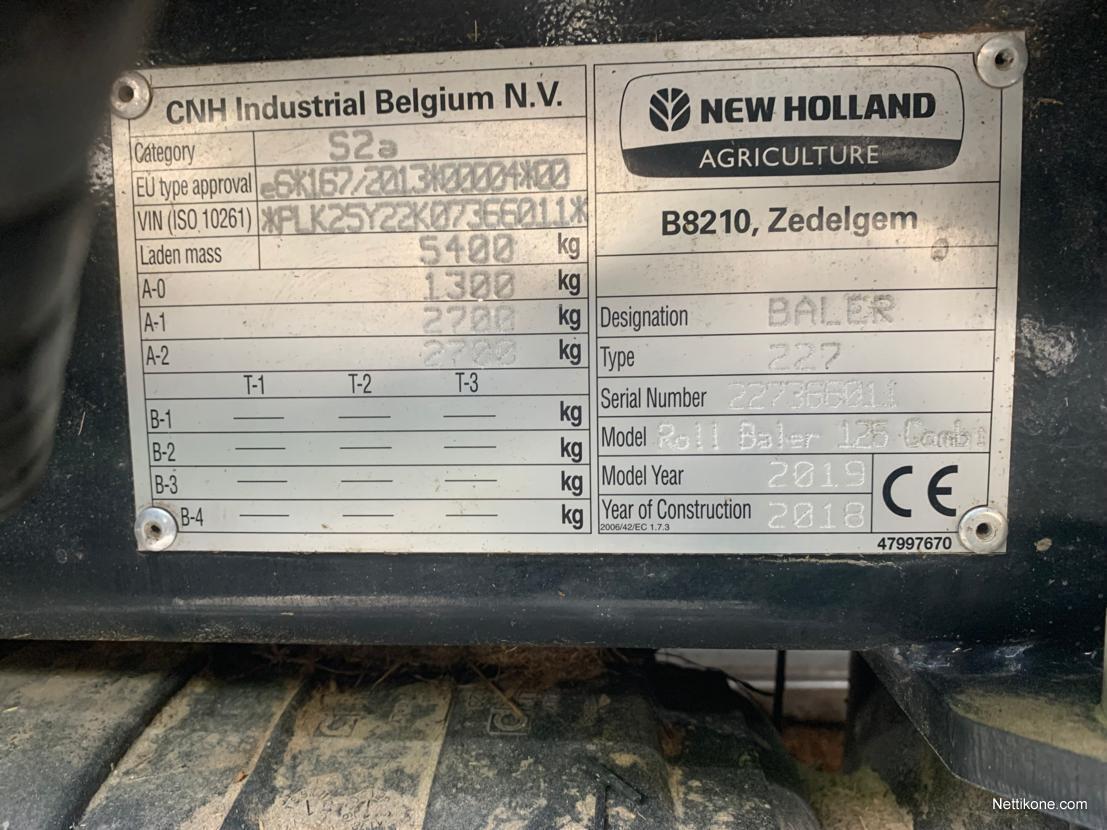 CNH Industrial Belgium N.V.
Category S2a
EU type approval e6*167/2013*00004*00
VIN (ISO 10261) *PLK25Y22K07366011*
Laden mass 5400 kg
A-0 1300 kg
A-1 2700 kg
A-2 2700 kg
T-1 T-2 T-3
B-1 — — — kg
B-2 — — — kg
B-3 — — — kg
B-4 — — — kg
NEW HOLLAND
AGRICULTURE
B8210, Zedelgem
Designation BALER
Type 227
Serial Number 227366011
Model Roll Baler 125 Combi
Model Year 2019
Year of Construction 2018
2006/42/EC 1.7.3
CE
47997670
Nettikone.com